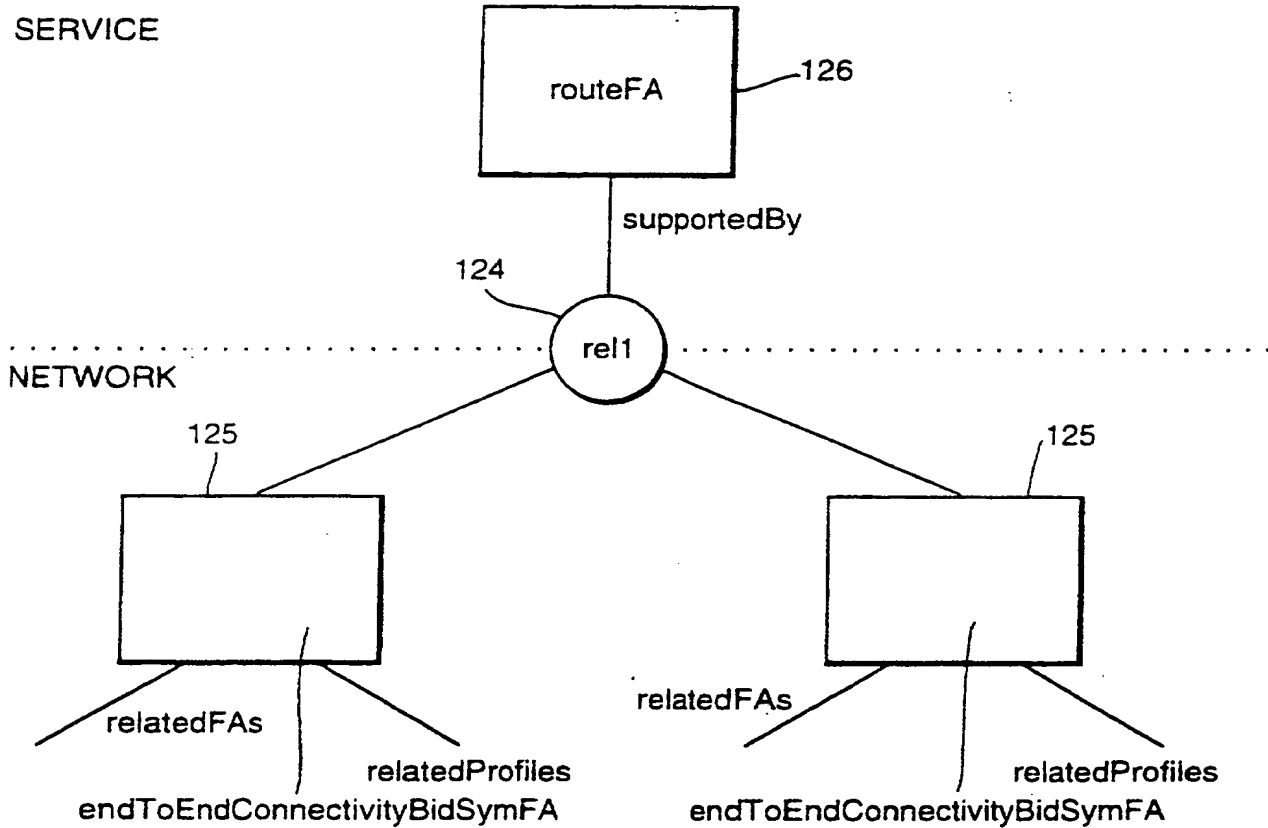 SERVICE
routeFA
126
supportedBy
124
rel1
NETWORK
125
125
relatedFAs
relatedProfiles
endToEndConnectivityBidSymFA
relatedFAs
relatedProfiles
endToEndConnectivityBidSymFA